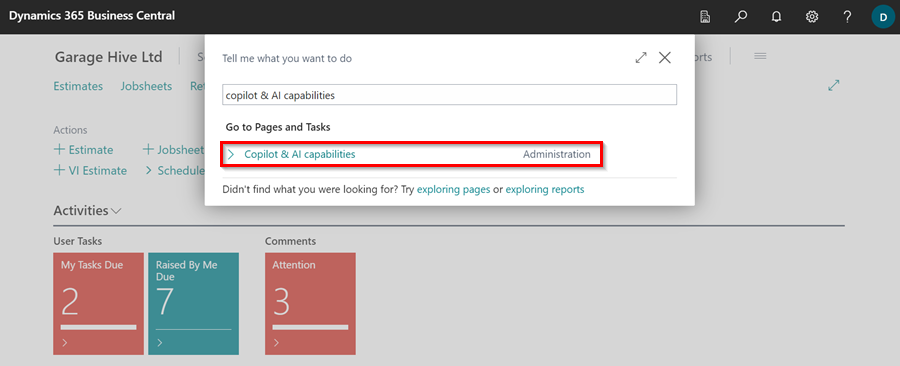 Dynamics 365 Business Central
?
D
Garage Hive Ltd
Tell me what you want to do
Estimates
Jobsheets
copilot & AI capabilities
Actions
Go to Pages and Tasks
+ Estimate
+ Jobsheet
Copilot & AI capabilities
Administration
+ VI Estimate
> Schedule
Didn't find what you were looking for? Try exploring pages or exploring reports
Activities
User Tasks
Comments
My Tasks Due
2
Raised By Me Due
7
Attention
3